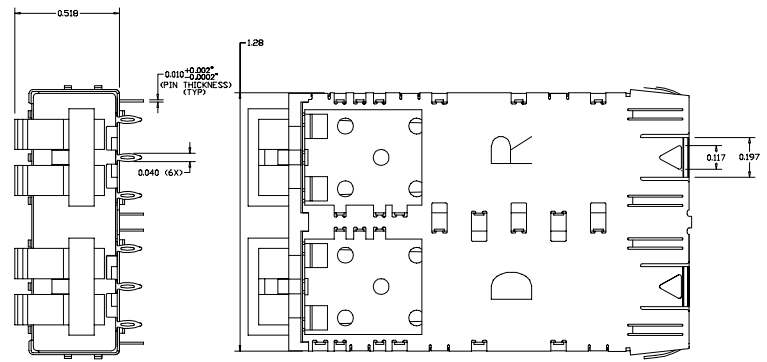 0.518
1.28
0.010 +0.002"
-0.0002"
(PIN THICKNESS)
(TYP)
0.040 (6X)
0.117
0.197
R
D